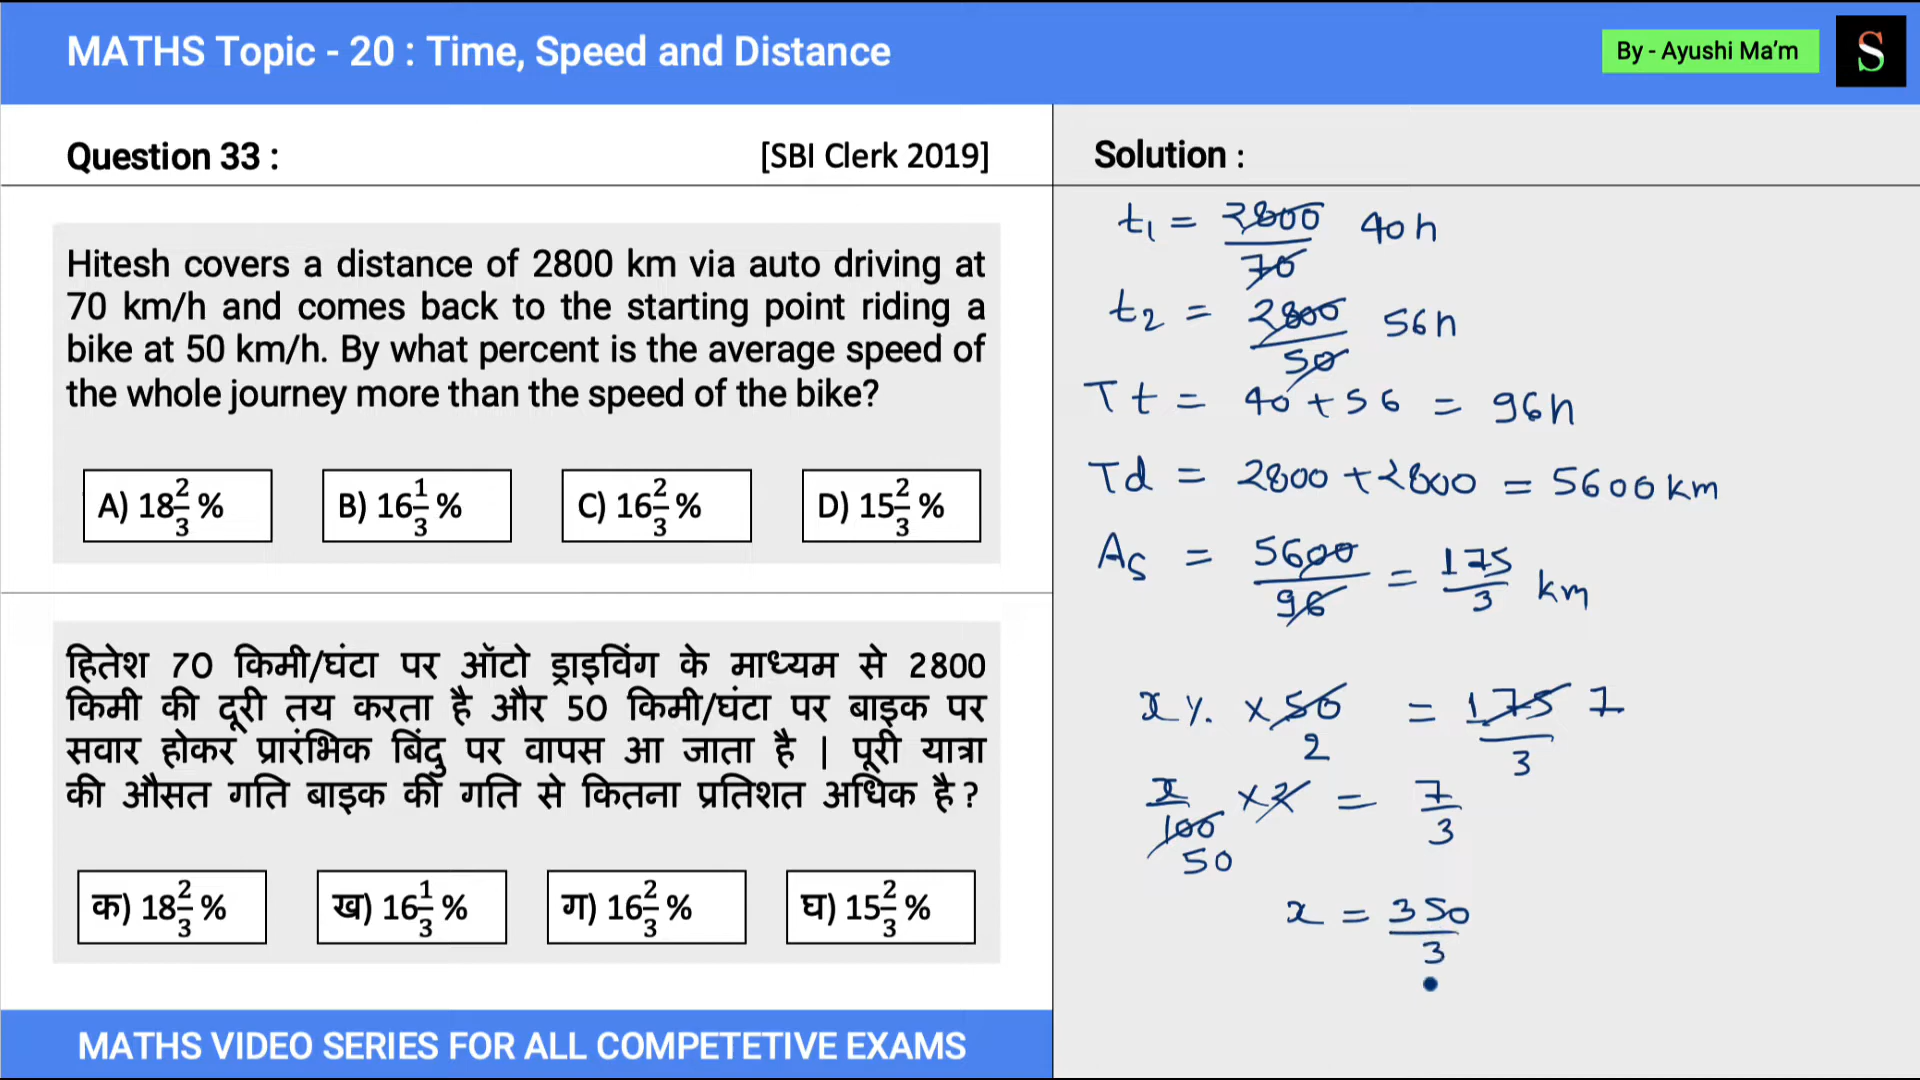 MATHS Topic - 20 : Time, Speed and Distance
By - Ayushi Ma’m
S
Question 33 :
[SBI Clerk 2019]
Hitesh covers a distance of 2800 km via auto driving at
70 km/h and comes back to the starting point riding a
bike at 50 km/h. By what percent is the average speed of
the whole journey more than the speed of the bike?
A) 18 2/3 %
B) 16 1/3 %
C) 16 2/3 %
D) 15 2/3 %
हितेश 70 किमी/घंटा पर ऑटो ड्राइविंग के माध्यम से 2800
किमी की दूरी तय करता है और 50 किमी/घंटा पर बाइक पर
सवार होकर प्रारंभिक बिंदु पर वापस आ जाता है | पूरी यात्रा
की औसत गति बाइक की गति से कितना प्रतिशत अधिक है ?
क) 18 2/3 %
ख) 16 1/3 %
ग) 16 2/3 %
घ) 15 2/3 %
MATHS VIDEO SERIES FOR ALL COMPETETIVE EXAMS
Solution :
t1 = 2800/70 40h
t2 = 2800/50 56h
Tt = 40 + 56 = 96h
Td = 2800 + 2800 = 5600 km
As = 5600/96 = 175/3 km
x % × 50 2 = 175/3 7
x/100 50 × 2 = 7/3
x = 350/3